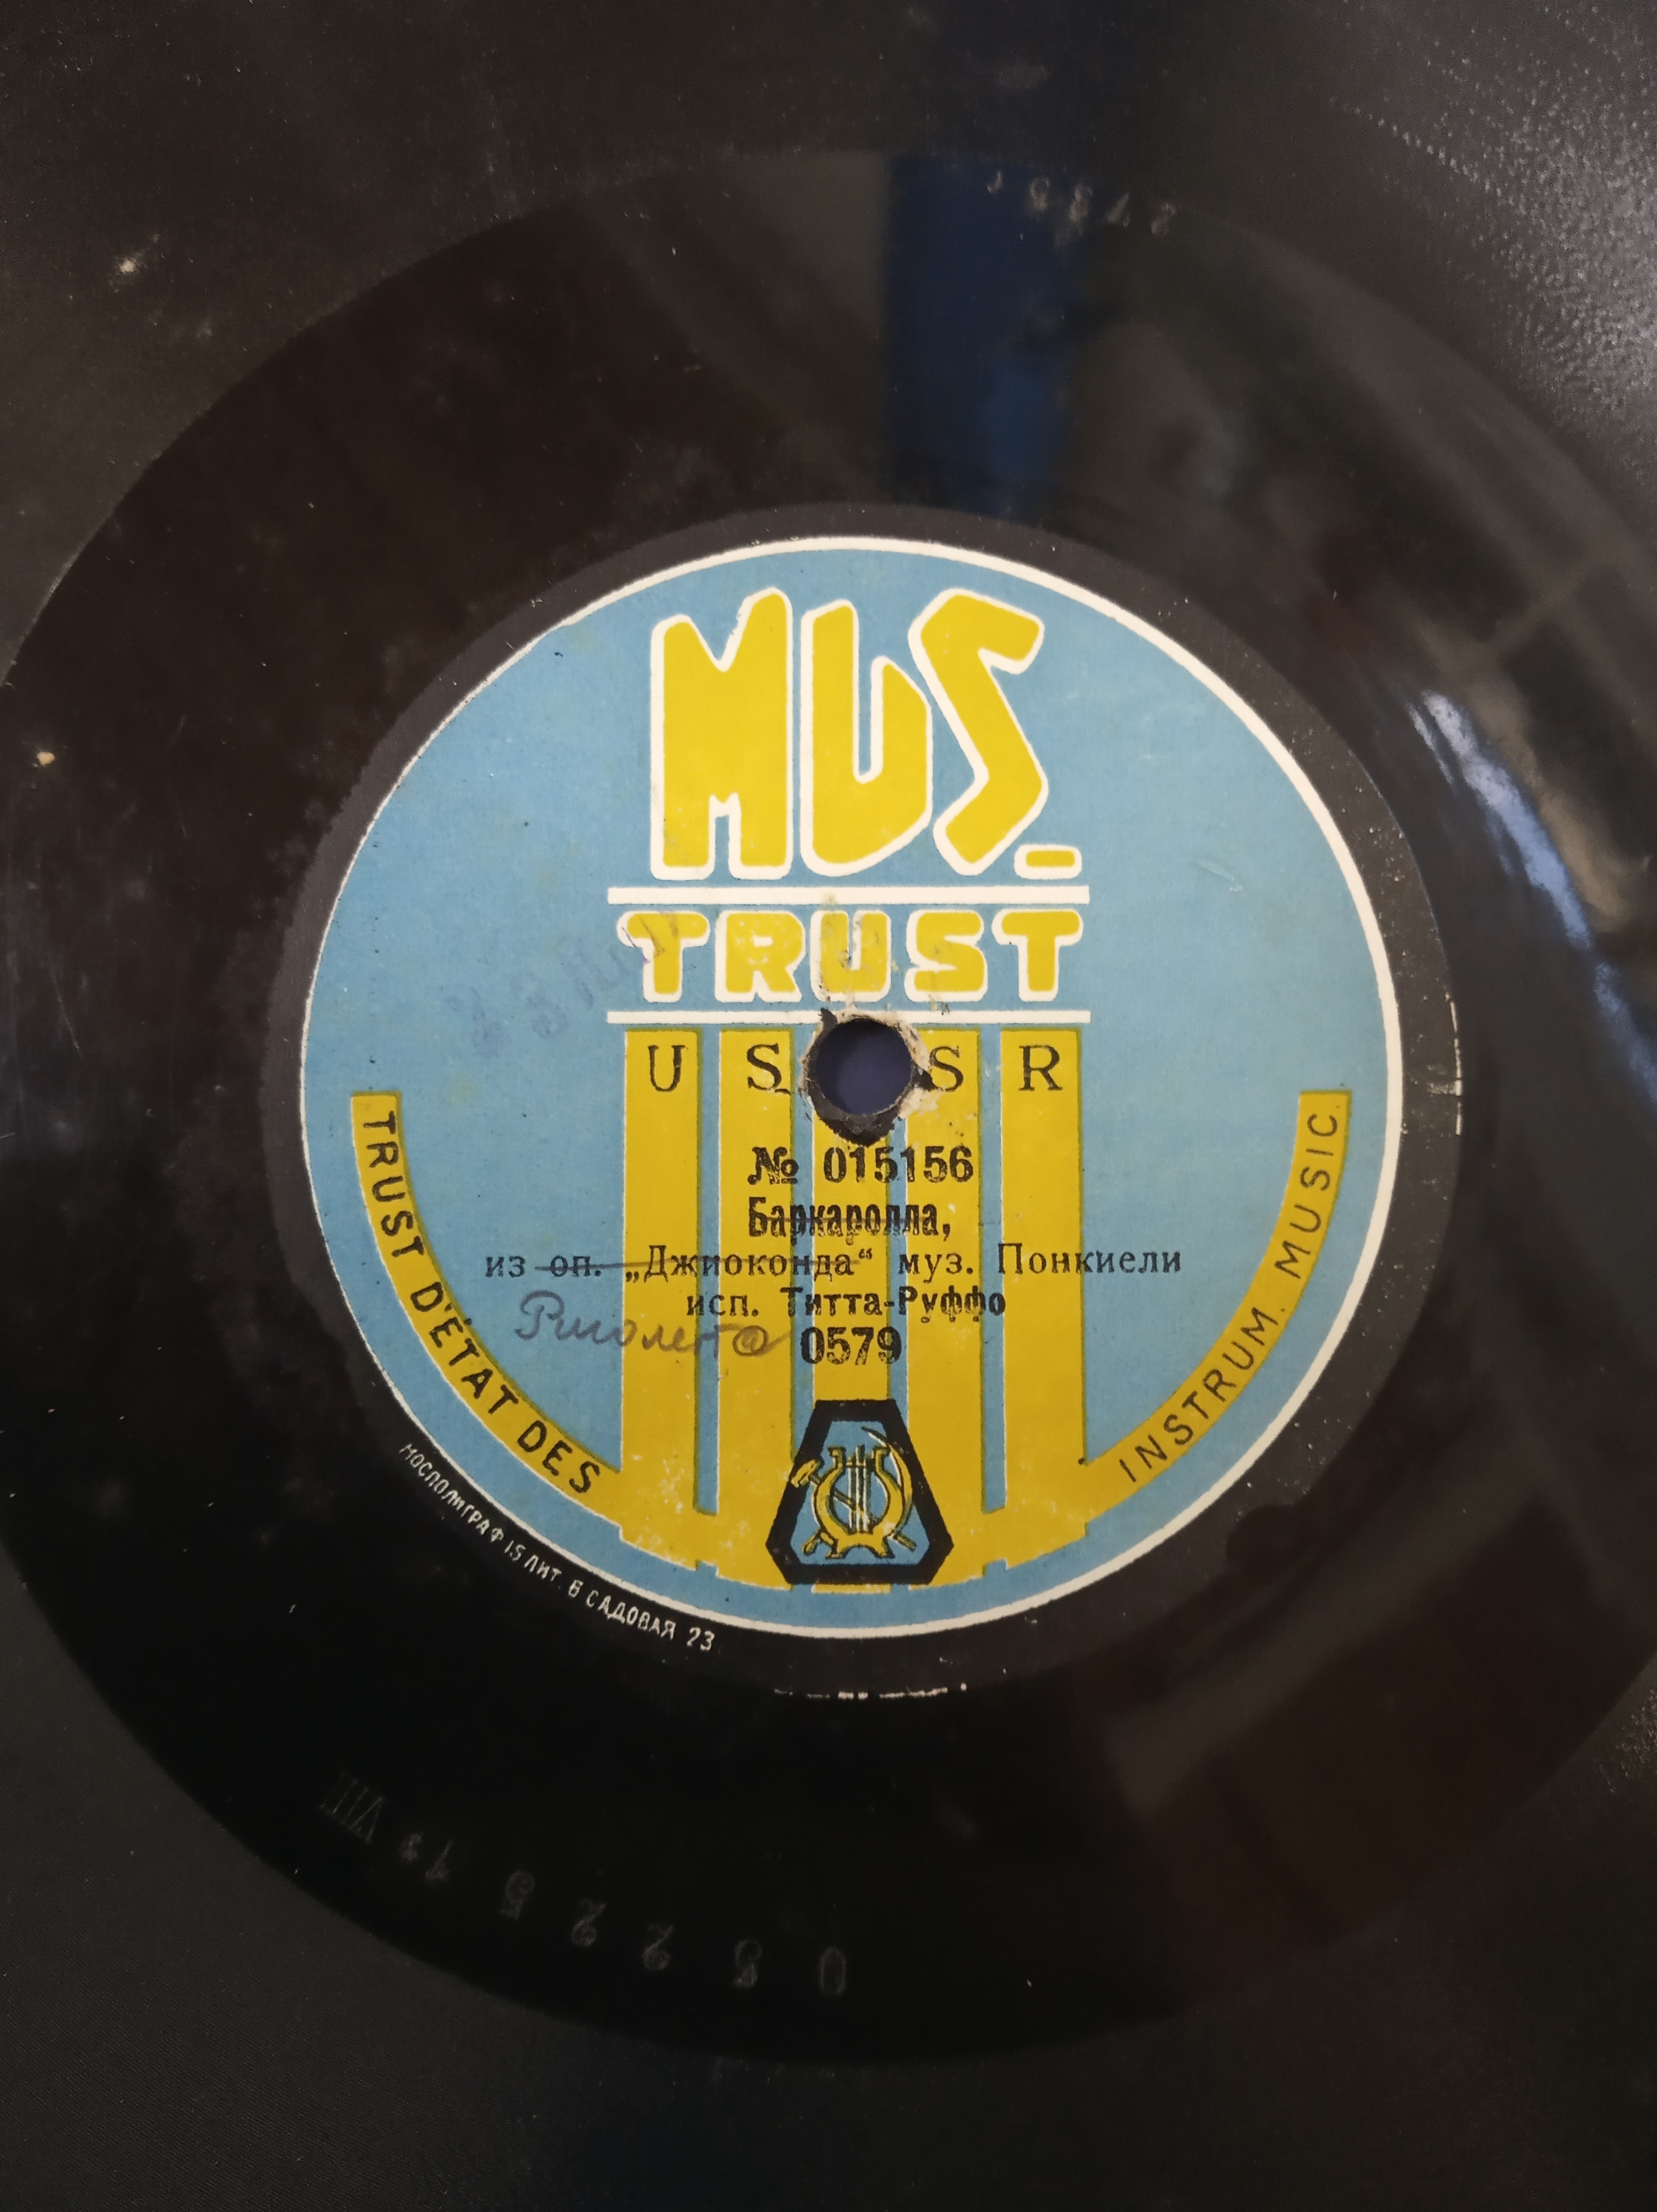 MUS.
TRUST
U S S R
№ 015156
Баркаролла,
из оп. „Джиоконда“ муз. Понкиели
исп. Титта-Руффо
0579
TRUST D'ÉTAT DES
INSTRUM. MUSIC
МОСПОЛИГРАФ 15 ЛИТ. Б САДОВАЯ 23